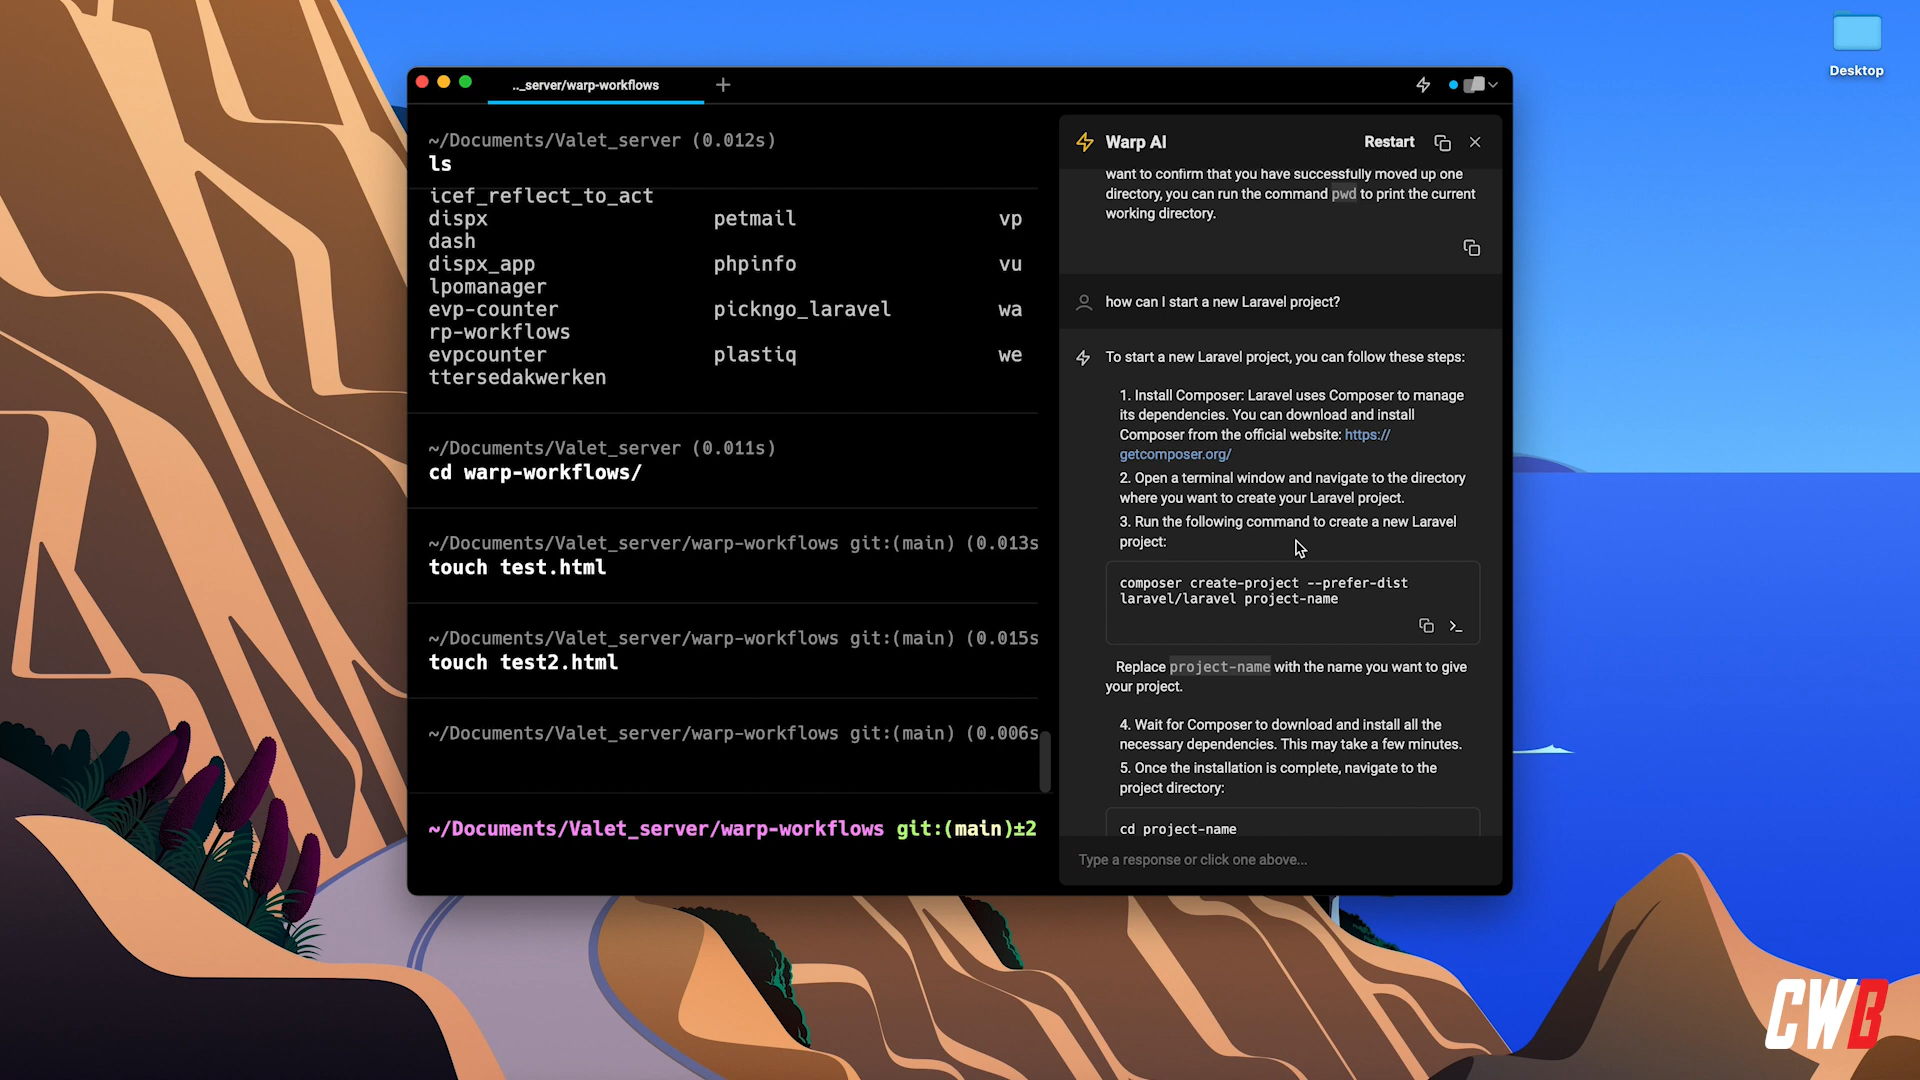 Desktop
.._server/warp-workflows
~/Documents/Valet_server (0.012s)
ls
icef_reflect_to_act
dispx petmail vp
dash
dispx_app phpinfo vu
lpomanager
evp-counter pickngo_laravel wa
rp-workflows
evpcounter plastiq we
ttersedakwerken
~/Documents/Valet_server (0.011s)
cd warp-workflows/
~/Documents/Valet_server/warp-workflows git:(main) (0.013s
touch test.html
~/Documents/Valet_server/warp-workflows git:(main) (0.015s
touch test2.html
~/Documents/Valet_server/warp-workflows git:(main) (0.006s
~/Documents/Valet_server/warp-workflows git:(main)±2
Warp AI Restart
want to confirm that you have successfully moved up one
directory, you can run the command pwd to print the current
working directory.
how can I start a new Laravel project?
To start a new Laravel project, you can follow these steps:
1. Install Composer: Laravel uses Composer to manage
its dependencies. You can download and install
Composer from the official website: https://
getcomposer.org/
2. Open a terminal window and navigate to the directory
where you want to create your Laravel project.
3. Run the following command to create a new Laravel
project:
composer create-project --prefer-dist
laravel/laravel project-name
Replace project-name with the name you want to give
your project.
4. Wait for Composer to download and install all the
necessary dependencies. This may take a few minutes.
5. Once the installation is complete, navigate to the
project directory:
cd project-name
Type a response or click one above...
CWB